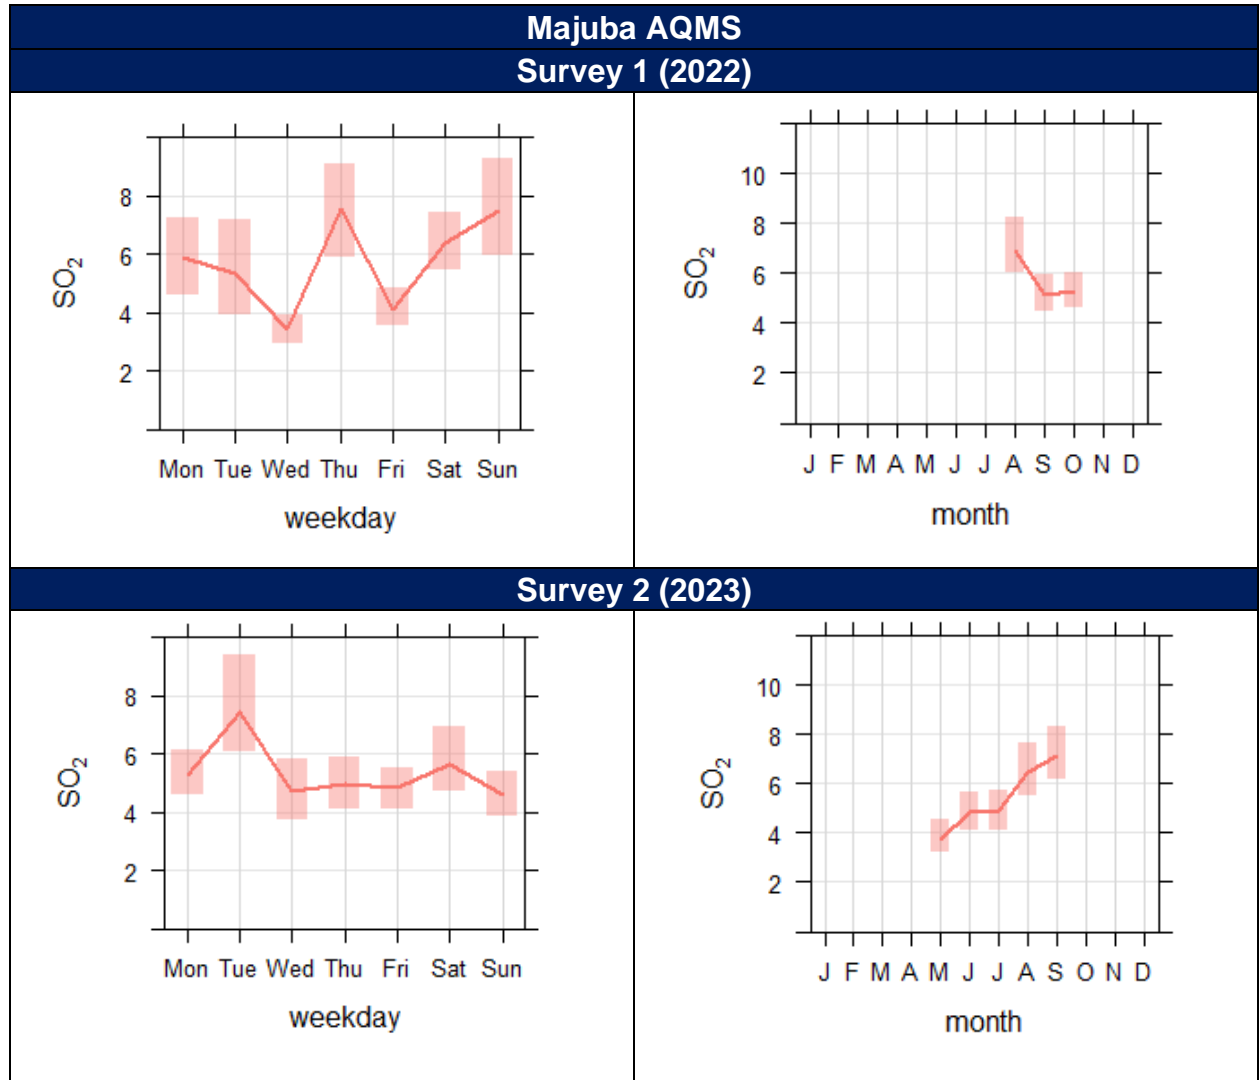 Majuba AQMS
Survey 1 (2022)
8
6
4
2
SO₂
Mon Tue Wed Thu Fri Sat Sun
weekday
10
8
6
4
2
SO₂
J F M A M J J A S O N D
month
Survey 2 (2023)
8
6
4
2
SO₂
Mon Tue Wed Thu Fri Sat Sun
weekday
10
8
6
4
2
SO₂
J F M A M J J A S O N D
month